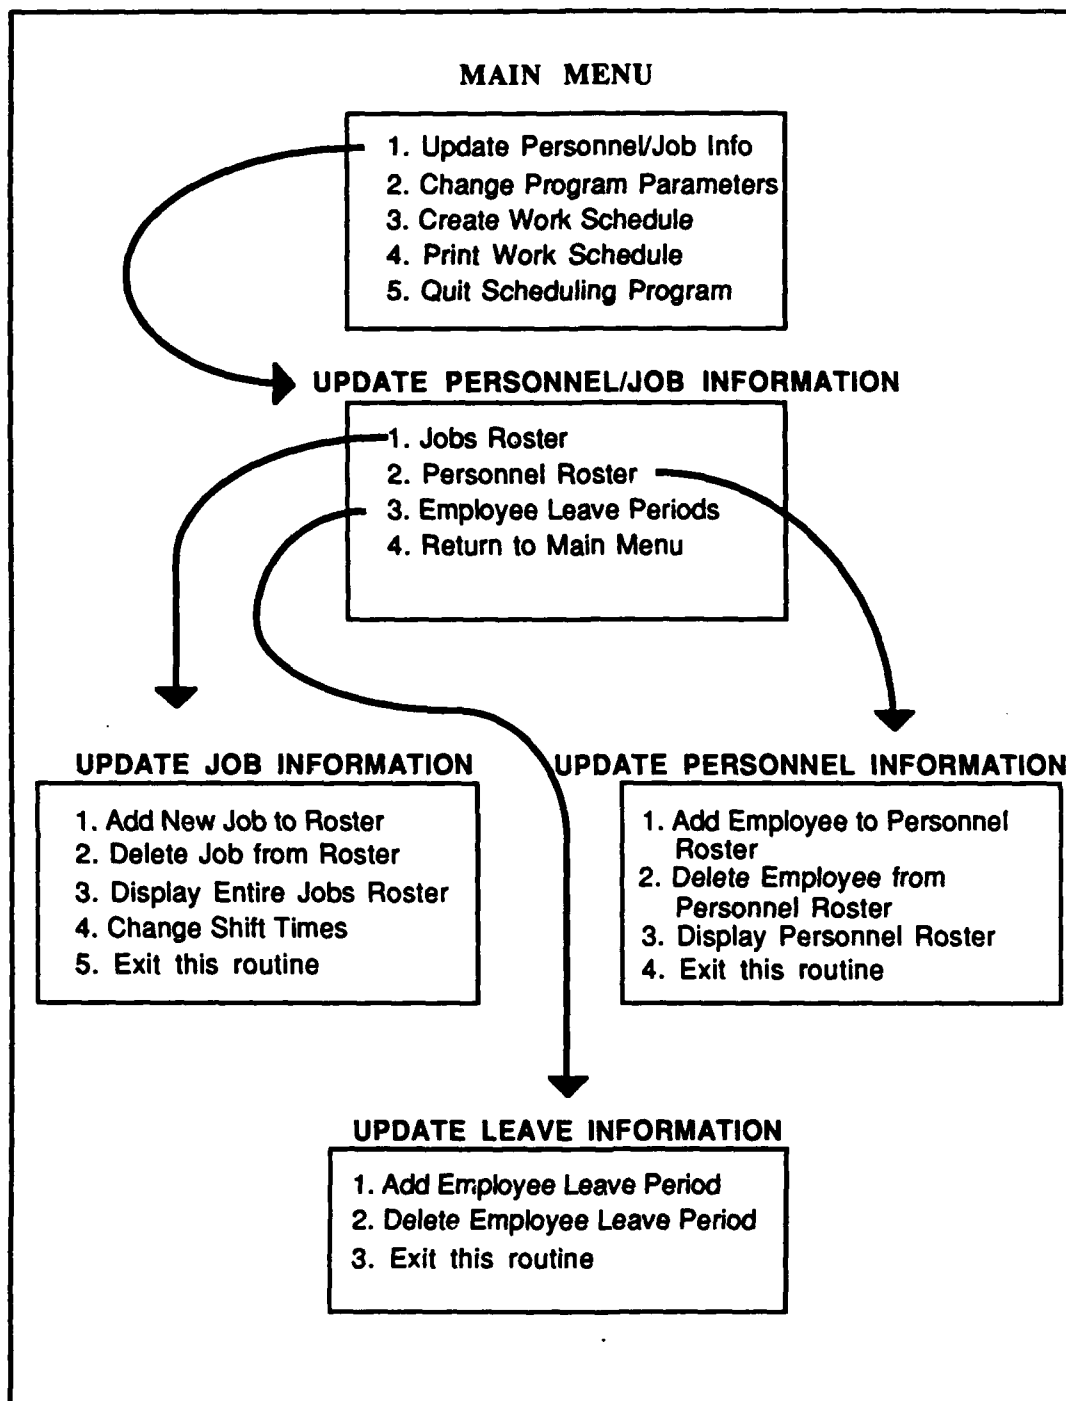 MAIN MENU
1. Update Personnel/Job Info
2. Change Program Parameters
3. Create Work Schedule
4. Print Work Schedule
5. Quit Scheduling Program
UPDATE PERSONNEL/JOB INFORMATION
1. Jobs Roster
2. Personnel Roster
3. Employee Leave Periods
4. Return to Main Menu
UPDATE JOB INFORMATION
1. Add New Job to Roster
2. Delete Job from Roster
3. Display Entire Jobs Roster
4. Change Shift Times
5. Exit this routine
UPDATE PERSONNEL INFORMATION
1. Add Employee to Personnel
Roster
2. Delete Employee from
Personnel Roster
3. Display Personnel Roster
4. Exit this routine
UPDATE LEAVE INFORMATION
1. Add Employee Leave Period
2. Delete Employee Leave Period
3. Exit this routine